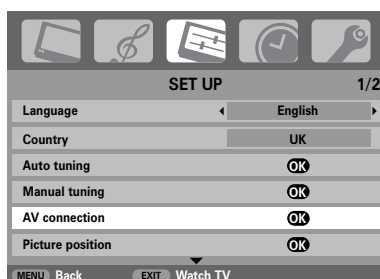 SET UP 1/2
Language English
Country UK
Auto tuning OK
Manual tuning OK
AV connection OK
Picture position OK
MENU Back EXIT Watch TV